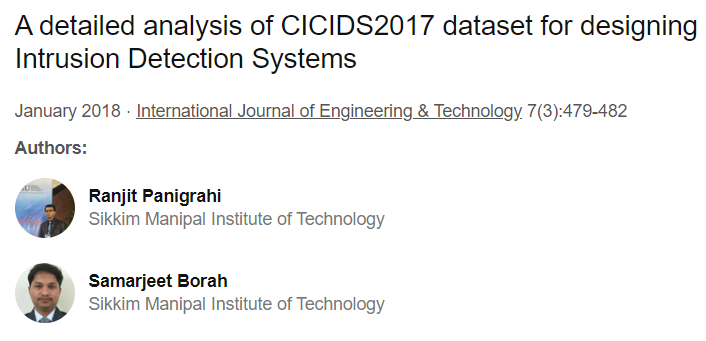 A detailed analysis of CICIDS2017 dataset for designing
Intrusion Detection Systems
January 2018 · International Journal of Engineering & Technology 7(3):479-482
Authors:
Ranjit Panigrahi
Sikkim Manipal Institute of Technology
Samarjeet Borah
Sikkim Manipal Institute of Technology